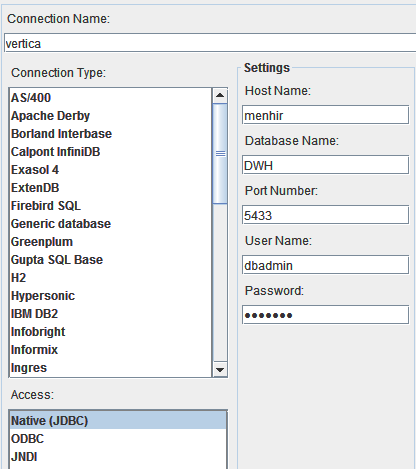 Connection Name:
vertica
Connection Type:
AS/400
Apache Derby
Borland Interbase
Calpont InfiniDB
Exasol 4
ExtenDB
Firebird SQL
Generic database
Greenplum
Gupta SQL Base
H2
Hypersonic
IBM DB2
Infobright
Informix
Ingres
Access:
Native (JDBC)
ODBC
JNDI
Settings
Host Name:
menhir
Database Name:
DWH
Port Number:
5433
User Name:
dbadmin
Password:
●●●●●●●